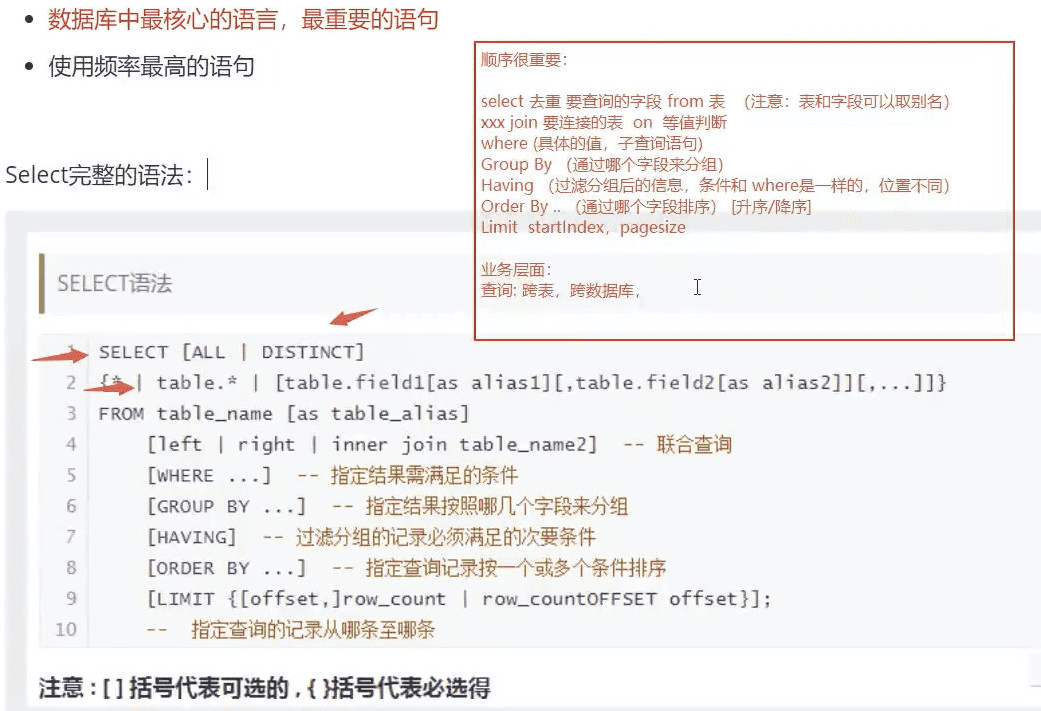 数据库中最核心的语言，最重要的语句
使用频率最高的语句
顺序很重要：
select 去重 要查询的字段 from 表 （注意：表和字段可以取别名）
xxx join 要连接的表 on 等值判断
where (具体的值，子查询语句)
Group By （通过哪个字段来分组）
Having （过滤分组后的信息，条件和 where是一样的，位置不同）
Order By .. （通过哪个字段排序） [升序/降序]
Limit startIndex，pagesize
业务层面：
查询: 跨表，跨数据库，
Select完整的语法：
SELECT语法
1 SELECT [ALL | DISTINCT]
2 {* | table.* | [table.field1[as alias1][,table.field2[as alias2]][,...]]}
3 FROM table_name [as table_alias]
4 [left | right | inner join table_name2] -- 联合查询
5 [WHERE ...] -- 指定结果需满足的条件
6 [GROUP BY ...] -- 指定结果按照哪几个字段来分组
7 [HAVING] -- 过滤分组的记录必须满足的次要条件
8 [ORDER BY ...] -- 指定查询记录按一个或多个条件排序
9 [LIMIT {[offset,]row_count | row_countOFFSET offset}];
10 -- 指定查询的记录从哪条至哪条
注意 : [ ] 括号代表可选的 , { }括号代表必选得